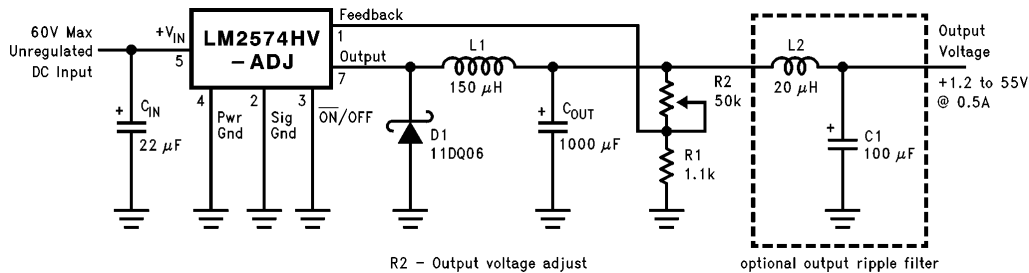 60V Max
Unregulated
DC Input
+VIN
5
LM2574HV
-ADJ
Feedback
1
Output
7
4
Pwr
Gnd
2
Sig
Gnd
3
ON/OFF
+
CIN
22 μF
D1
11DQ06
L1
150 μH
+
COUT
1000 μF
R2
50k
R1
1.1k
L2
20 μH
+
C1
100 μF
Output
Voltage
+1.2 to 55V
@ 0.5A
R2 - Output voltage adjust
optional output ripple filter